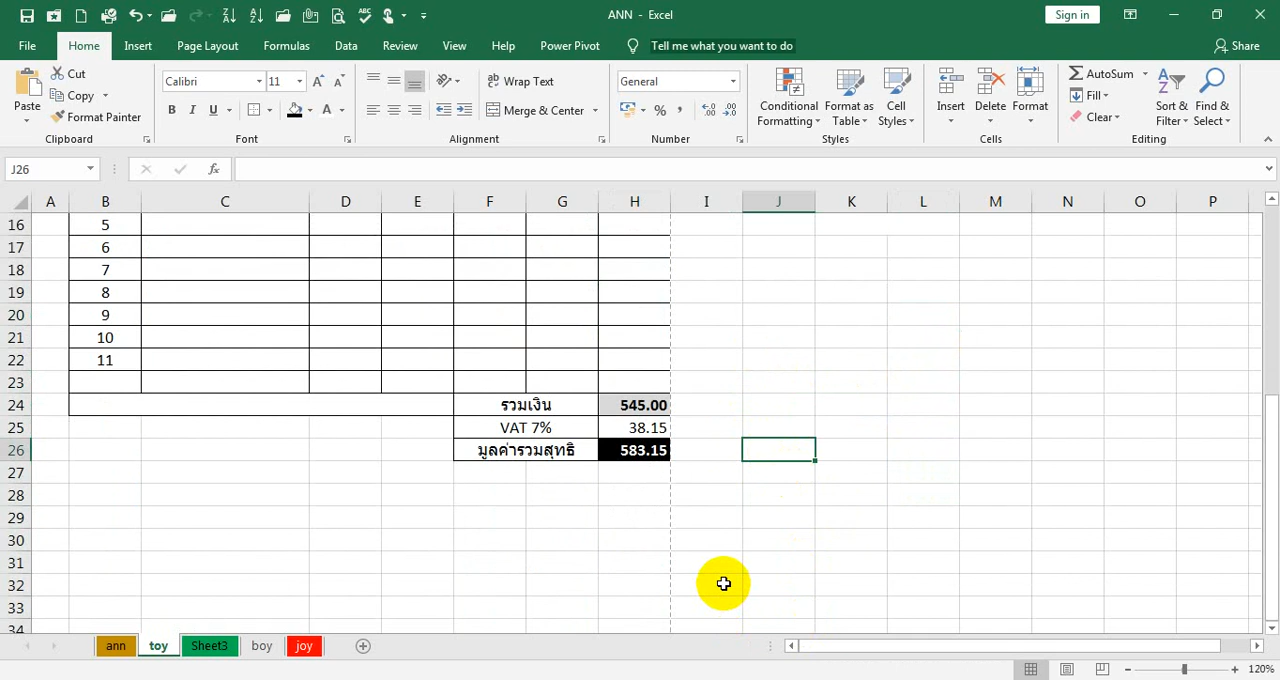 ANN - Excel
Sign in
File Home Insert Page Layout Formulas Data Review View Help Power Pivot Tell me what you want to do Share
Paste
Cut
Copy
Format Painter
Clipboard
Calibri 11
B I U
Font
Wrap Text
Merge & Center
Alignment
General
Number
Conditional Formatting
Format as Table
Cell Styles
Styles
Insert Delete Format
Cells
AutoSum
Fill
Clear
Sort & Filter
Find & Select
Editing
J26 fx
A B C D E F G H I J K L M N O P
16 5
17 6
18 7
19 8
20 9
21 10
22 11
23
24 รวมเงิน 545.00
25 VAT 7% 38.15
26 มูลค่ารวมสุทธิ 583.15
27
28
29
30
31
32
33
34
ann toy Sheet3 boy joy
120%